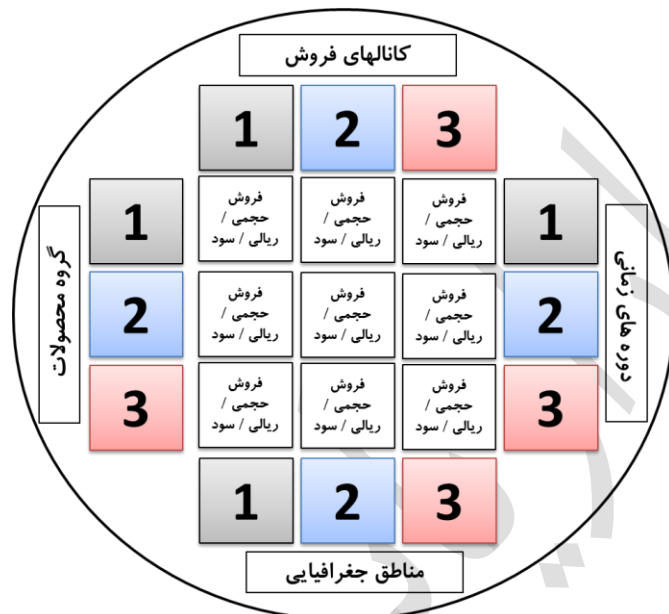 کانالهای فروش
1 2 3
گروه محصولات
دوره های زمانی
1
فروش
حجمی /
ریالی / سود
فروش
حجمی /
ریالی / سود
فروش
حجمی /
ریالی / سود
1
2
فروش
حجمی /
ریالی / سود
فروش
حجمی /
ریالی / سود
فروش
حجمی /
ریالی / سود
2
3
فروش
حجمی /
ریالی / سود
فروش
حجمی /
ریالی / سود
فروش
حجمی /
ریالی / سود
3
1 2 3
مناطق جغرافیایی